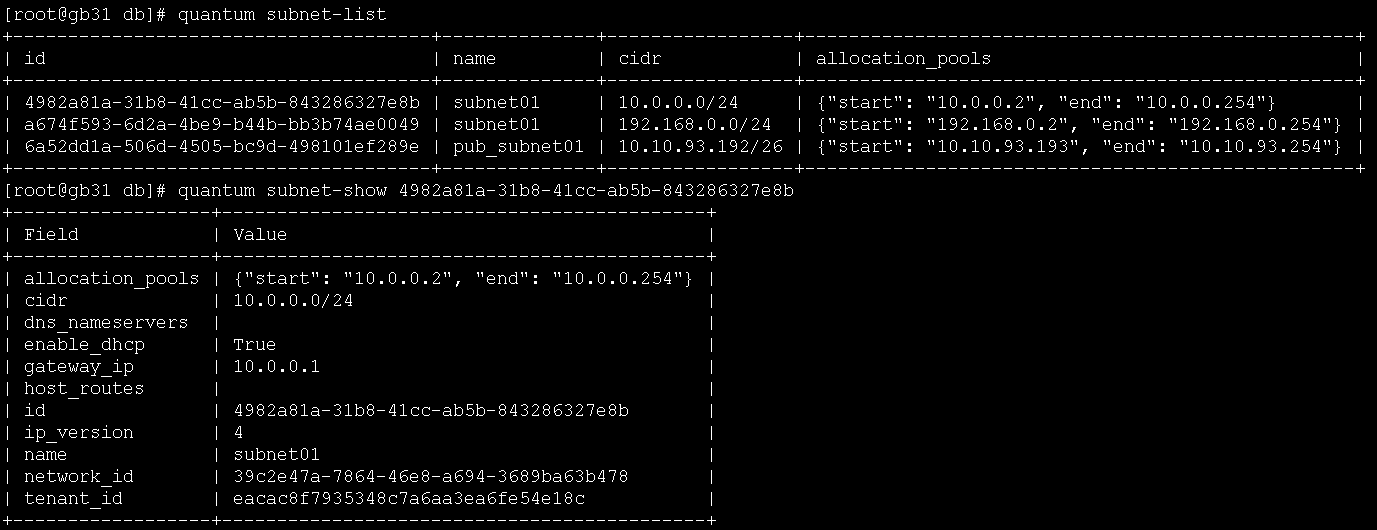 [root@gb31 db]# quantum subnet-list
+--------------------------------------+--------------+-----------------+----------------------------------------------------+
| id                                   | name         | cidr            | allocation_pools                                   |
+--------------------------------------+--------------+-----------------+----------------------------------------------------+
| 4982a81a-31b8-41cc-ab5b-843286327e8b | subnet01     | 10.0.0.0/24     | {"start": "10.0.0.2", "end": "10.0.0.254"}         |
| a674f593-6d2a-4be9-b44b-bb3b74ae0049 | subnet01     | 192.168.0.0/24  | {"start": "192.168.0.2", "end": "192.168.0.254"} |
| 6a52dd1a-506d-4505-bc9d-498101ef289e | pub_subnet01 | 10.10.93.192/26 | {"start": "10.10.93.193", "end": "10.10.93.254"} |
+--------------------------------------+--------------+-----------------+----------------------------------------------------+
[root@gb31 db]# quantum subnet-show 4982a81a-31b8-41cc-ab5b-843286327e8b
+------------------+--------------------------------------------+
| Field            | Value                                      |
+------------------+--------------------------------------------+
| allocation_pools | {"start": "10.0.0.2", "end": "10.0.0.254"} |
| cidr             | 10.0.0.0/24                                |
| dns_nameservers  |                                            |
| enable_dhcp      | True                                       |
| gateway_ip       | 10.0.0.1                                   |
| host_routes      |                                            |
| id               | 4982a81a-31b8-41cc-ab5b-843286327e8b       |
| ip_version       | 4                                          |
| name             | subnet01                                   |
| network_id       | 39c2e47a-7864-46e8-a694-3689ba63b478       |
| tenant_id        | eacac8f7935348c7a6aa3ea6fe54e18c           |
+------------------+--------------------------------------------+